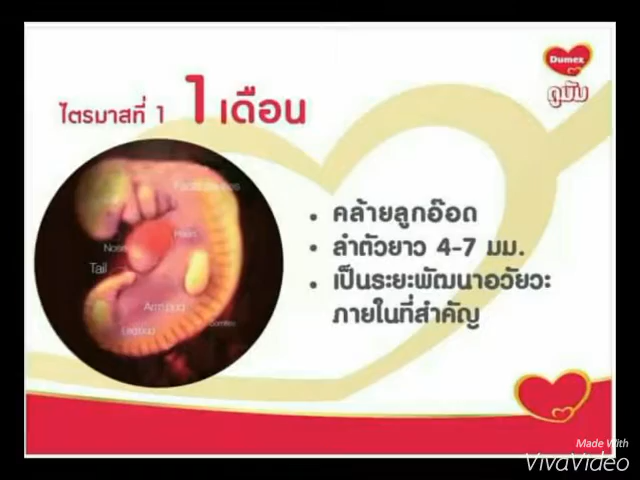 Dumex
ดูมิน
ไตรมาสที่ 1 1 เดือน
• คล้ายลูกอ๊อด
• ลำตัวยาว 4-7 มม.
• เป็นระยะพัฒนาอวัยวะ
ภายในที่สำคัญ
Heart
Nose
Tail
Arm bud
Leg bud
Somites
Made With
VivaVideo